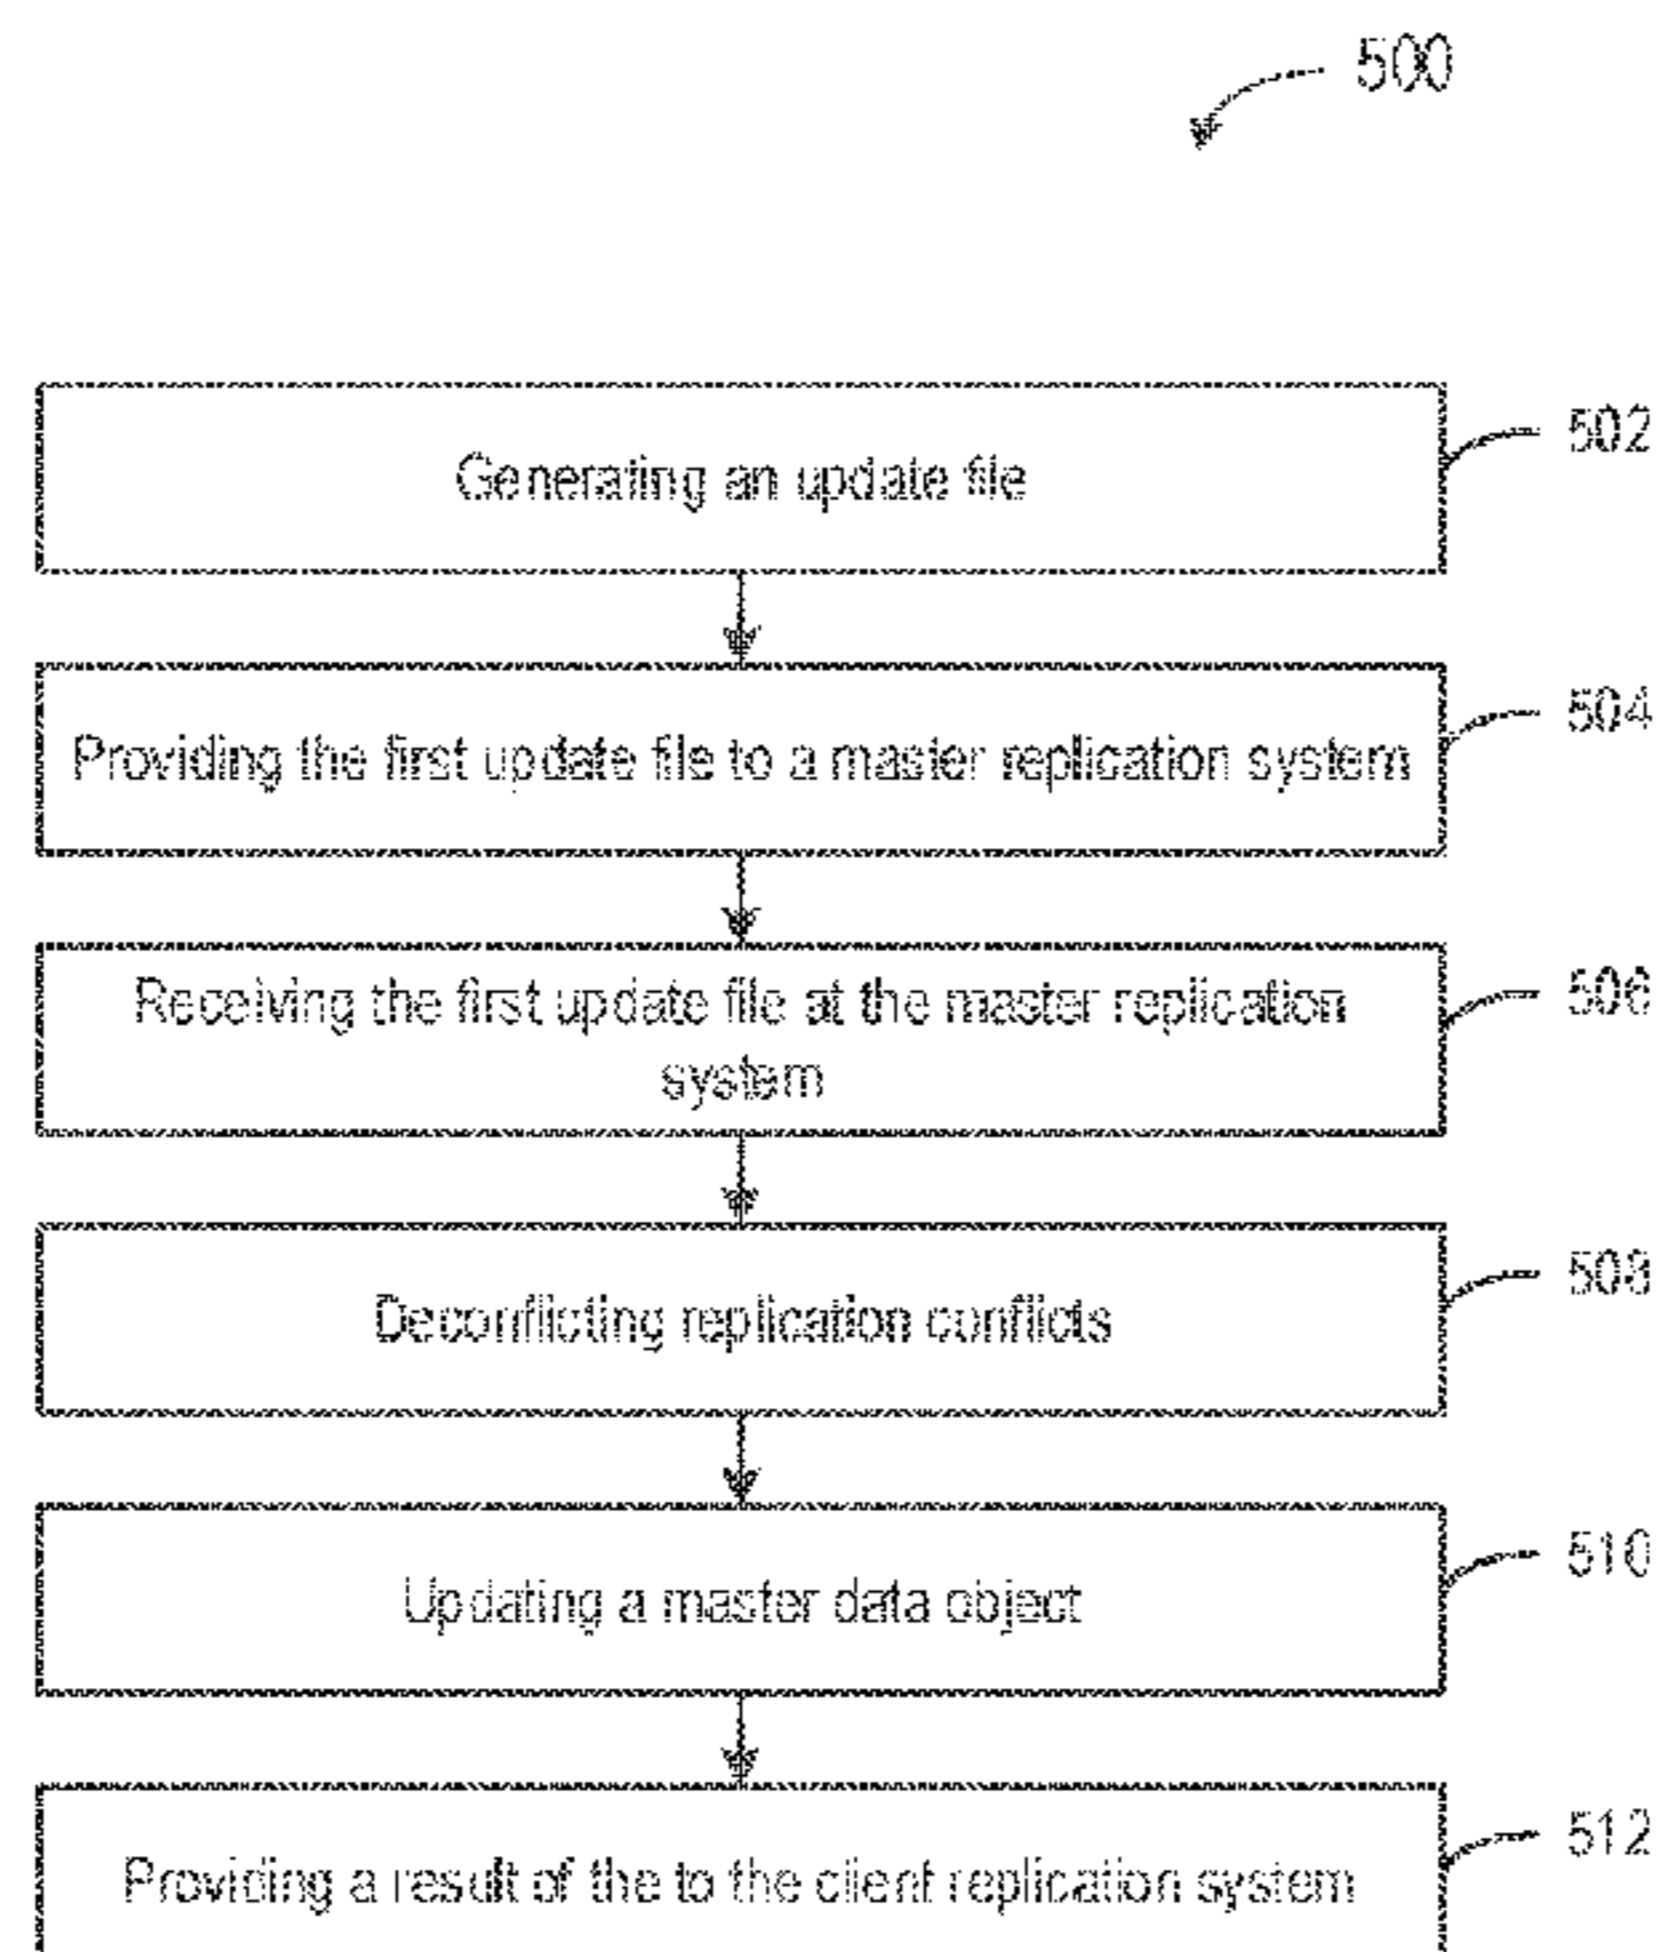 500
Generating an update file
502
Providing the first update file to a master replication system
504
Receiving the first update file at the master replication
system
506
Deconflicting replication conflicts
508
Updating a master data object
510
Providing a result of the to the client replication system
512